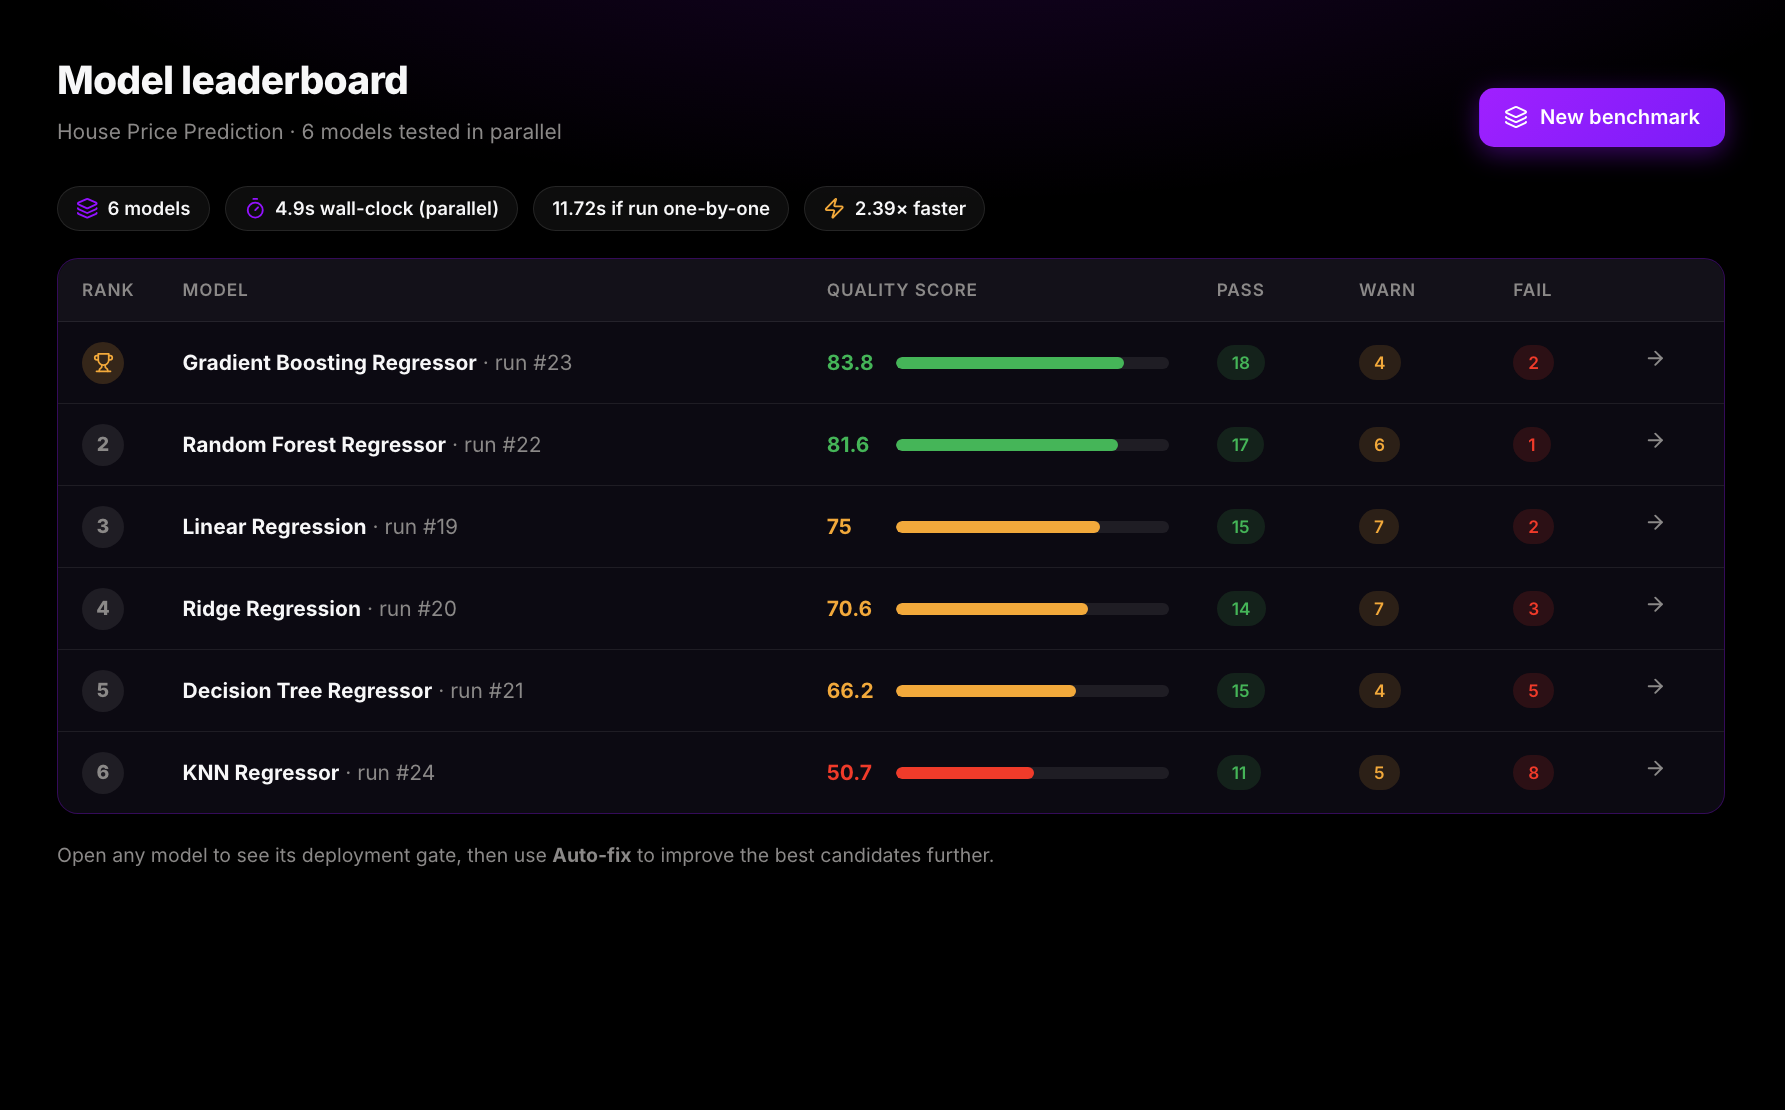 Model leaderboard
House Price Prediction · 6 models tested in parallel
New benchmark
6 models
4.9s wall-clock (parallel)
11.72s if run one-by-one
2.39× faster
RANK MODEL QUALITY SCORE PASS WARN FAIL
Gradient Boosting Regressor · run #23 83.8 18 4 2
2 Random Forest Regressor · run #22 81.6 17 6 1
3 Linear Regression · run #19 75 15 7 2
4 Ridge Regression · run #20 70.6 14 7 3
5 Decision Tree Regressor · run #21 66.2 15 4 5
6 KNN Regressor · run #24 50.7 11 5 8
Open any model to see its deployment gate, then use Auto-fix to improve the best candidates further.